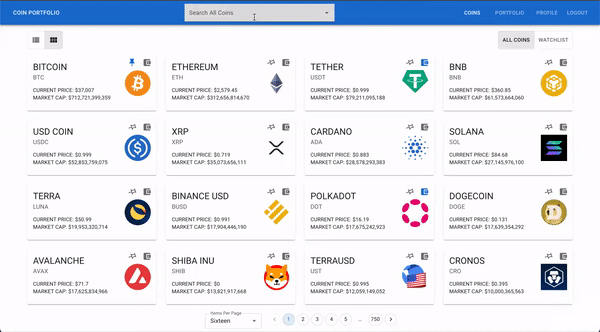 COIN PORTFOLIO
Search All Coins
COINS
PORTFOLIO
PROFILE
LOGOUT
ALL COINS
WATCHLIST
BITCOIN
BTC
CURRENT PRICE: $37,007
MARKET CAP: $712,721,399,359
ETHEREUM
ETH
CURRENT PRICE: $2,579.45
MARKET CAP: $312,656,814,670
TETHER
USDT
CURRENT PRICE: $0.999
MARKET CAP: $79,211,095,188
BNB
BNB
CURRENT PRICE: $360.85
MARKET CAP: $61,573,664,060
USD COIN
USDC
CURRENT PRICE: $0.999
MARKET CAP: $52,853,759,075
XRP
XRP
CURRENT PRICE: $0.719
MARKET CAP: $35,073,656,111
CARDANO
ADA
CURRENT PRICE: $0.883
MARKET CAP: $28,578,293,383
SOLANA
SOL
CURRENT PRICE: $84.68
MARKET CAP: $27,145,976,100
TERRA
LUNA
CURRENT PRICE: $50.99
MARKET CAP: $19,953,320,714
BINANCE USD
BUSD
CURRENT PRICE: $0.991
MARKET CAP: $17,904,446,190
POLKADOT
DOT
CURRENT PRICE: $16.19
MARKET CAP: $17,675,242,923
DOGECOIN
DOGE
CURRENT PRICE: $0.131
MARKET CAP: $17,639,354,292
AVALANCHE
AVAX
CURRENT PRICE: $71.7
MARKET CAP: $17,625,834,966
SHIBA INU
SHIB
CURRENT PRICE: $0
MARKET CAP: $13,821,917,668
TERRAUSD
UST
CURRENT PRICE: $0.995
MARKET CAP: $12,059,149,052
CRONOS
CRO
CURRENT PRICE: $0.395
MARKET CAP: $10,000,365,563
Items Per Page
Sixteen
1 2 3 4 5 ... 750